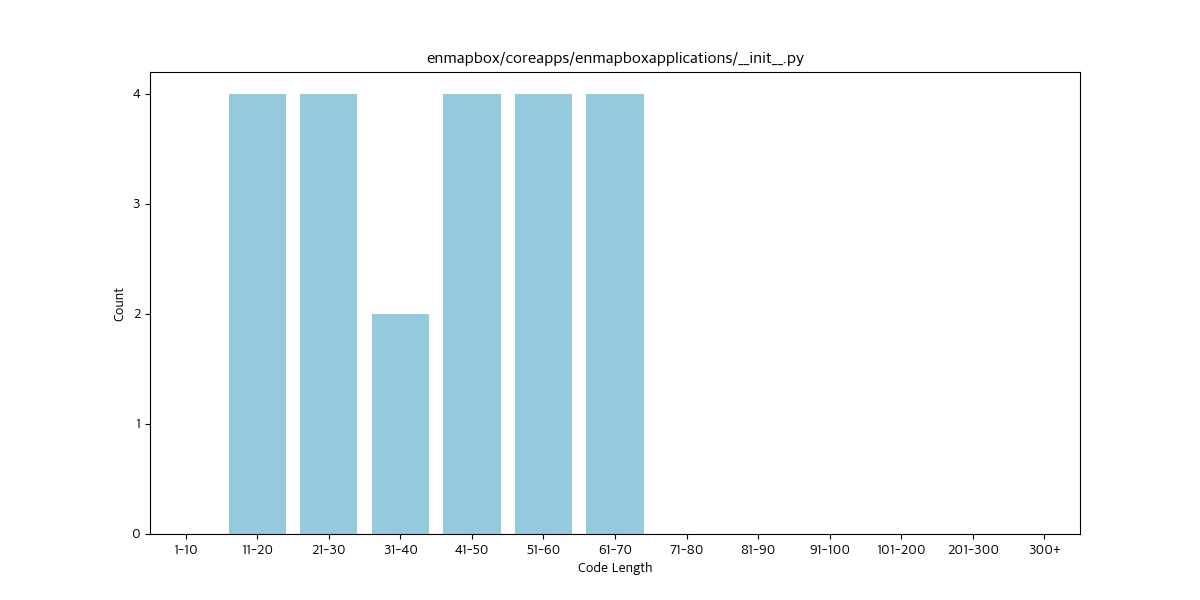 enmapbox/coreapps/enmapboxapplications/__init__.py
4
3
2
1
0
Count
1-10 11-20 21-30 31-40 41-50 51-60 61-70 71-80 81-90 91-100 101-200 201-300 300+
Code Length